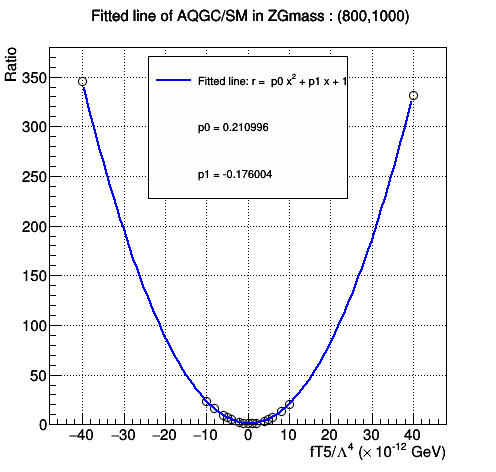 Fitted line of AQGC/SM in ZGmass : (800,1000)
Ratio
350
300
250
200
150
100
50
0
Fitted line: r = p0 x² + p1 x + 1
p0 = 0.210996
p1 = -0.176004
−40 −30 −20 −10 0 10 20 30 40
fT5/Λ⁴ (× 10⁻¹² GeV)